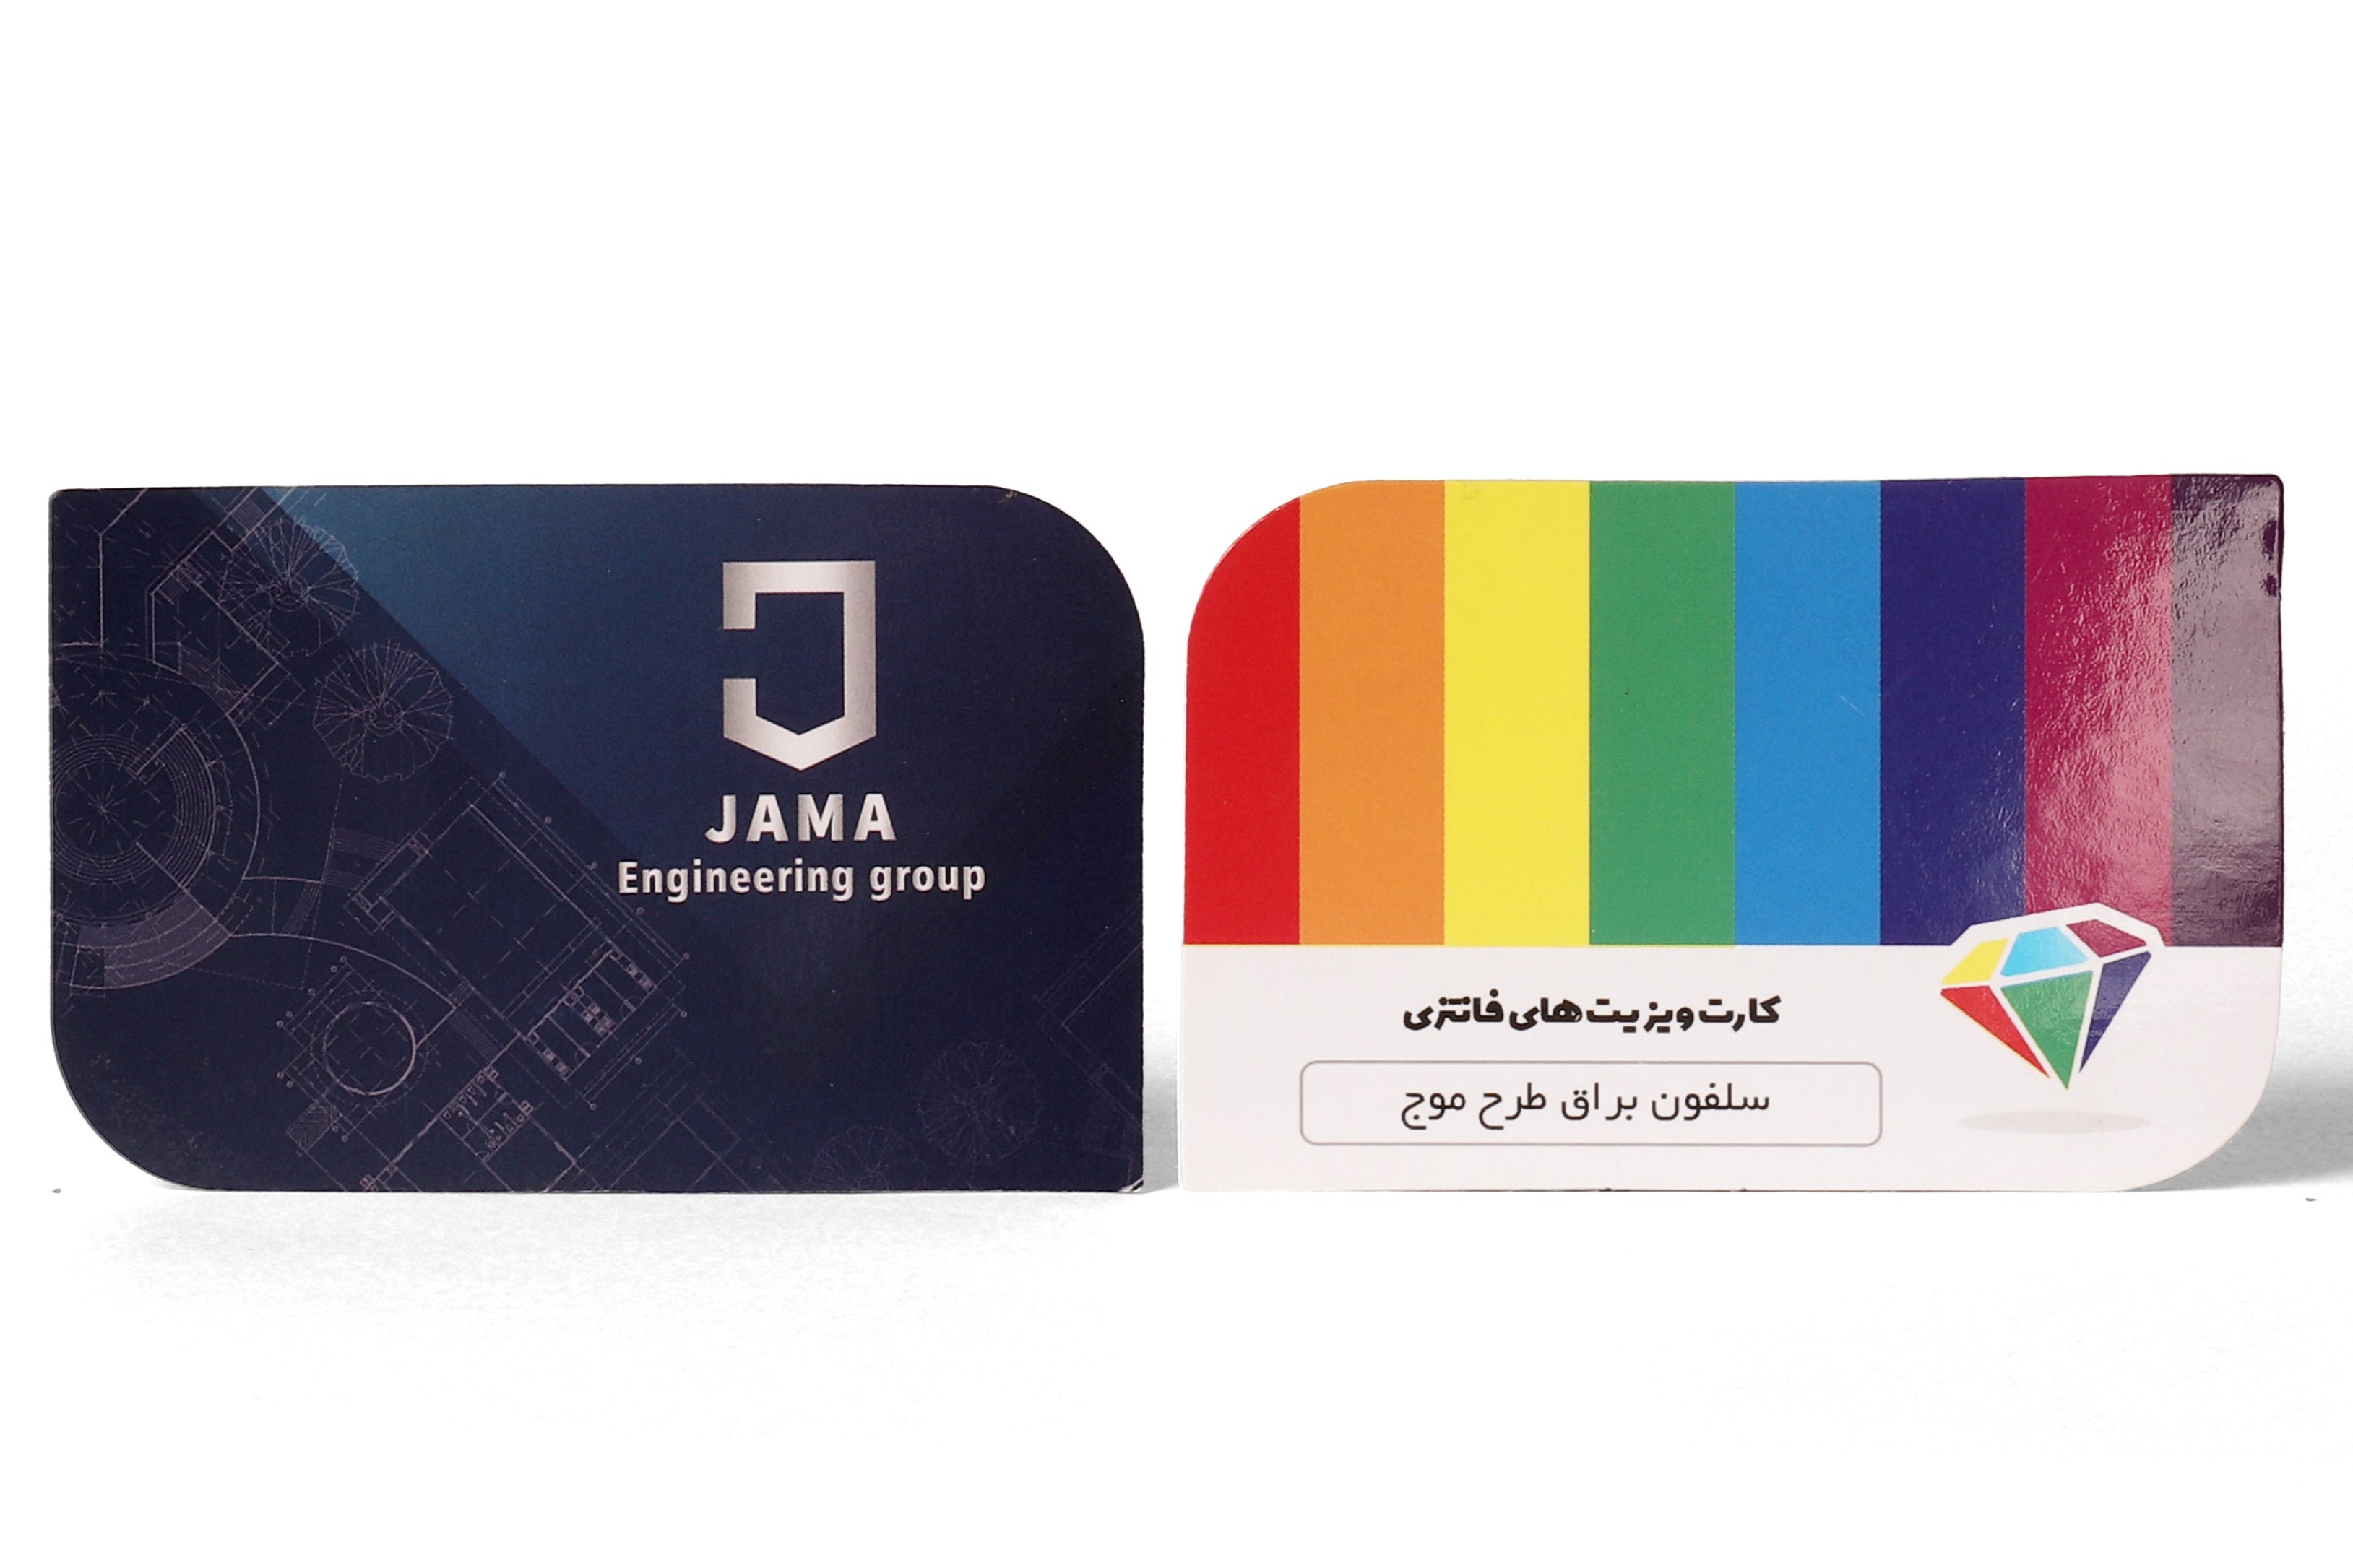 JAMA
Engineering group
کارت ویزیت‌های فانتزی
سلفون براق طرح موج